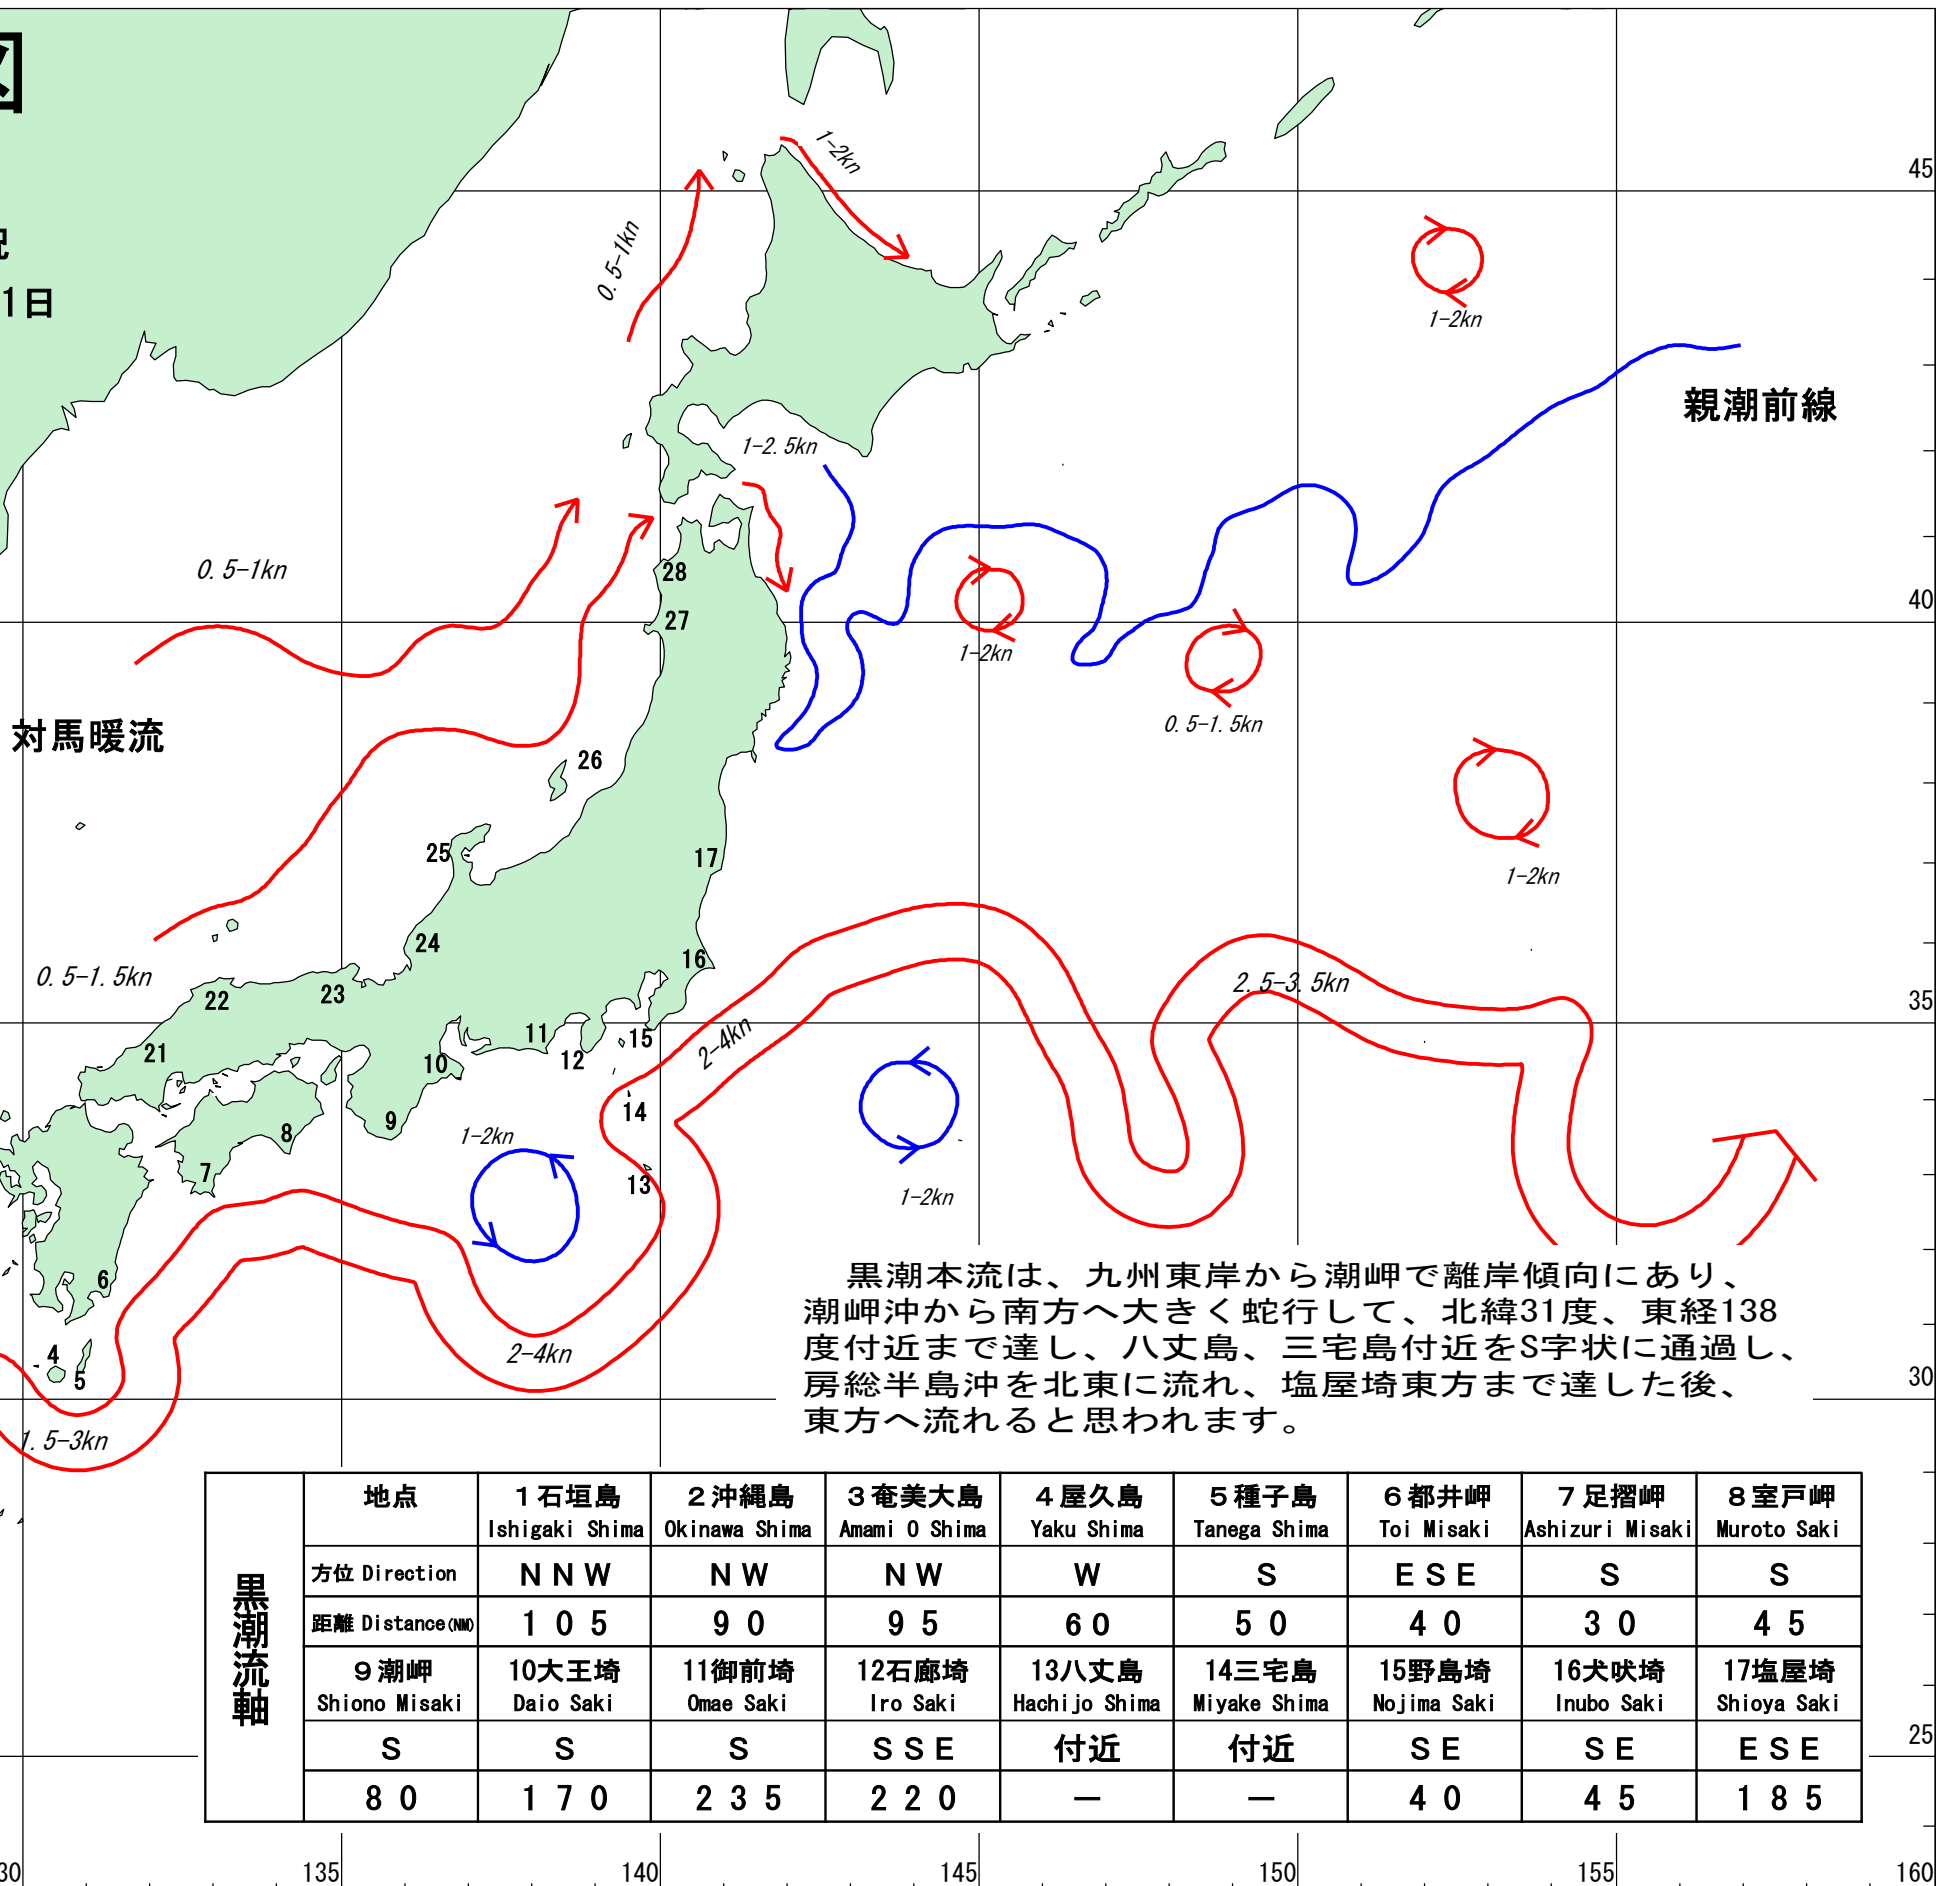 図
1日
45
1-2kn
0.5-1kn
1-2kn
親潮前線
1-2.5kn
0.5-1kn
28
40
27
1-2kn
0.5-1.5kn
対馬暖流
26
25
17
1-2kn
24
16
0.5-1.5kn
2.5-3.5kn
22
23
35
11
15
2-4kn
21
10
12
14
9
8
1-2kn
7
13
1-2kn
6
黒潮本流は、九州東岸から潮岬で離岸傾向にあり、
潮岬沖から南方へ大きく蛇行して、北緯31度、東経138
度付近まで達し、八丈島、三宅島付近をS字状に通過し、
房総半島沖を北東に流れ、塩屋埼東方まで達した後、
東方へ流れると思われます。
4
5
2-4kn
30
1.5-3kn
黒潮流軸
地点 1石垣島 2沖縄島 3奄美大島 4屋久島 5種子島 6都井岬 7足摺岬 8室戸岬
Ishigaki Shima Okinawa Shima Amami O Shima Yaku Shima Tanega Shima Toi Misaki Ashizuri Misaki Muroto Saki
方位 Direction NNW NW NW W S ESE S S
距離 Distance(NM) 105 90 95 60 50 40 30 45
9潮岬 10大王埼 11御前埼 12石廊埼 13八丈島 14三宅島 15野島埼 16犬吠埼 17塩屋埼
Shiono Misaki Daio Saki Omae Saki Iro Saki Hachijo Shima Miyake Shima Nojima Saki Inubo Saki Shioya Saki
S S S SSE 付近 付近 SE SE ESE
80 170 235 220 — — 40 45 185
25
30 135 140 145 150 155 160